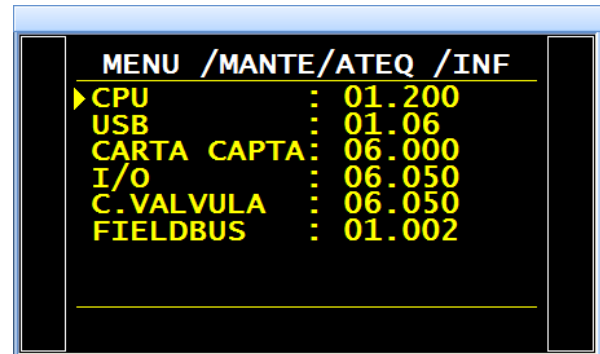 MENU /MANTE/ATEQ /INF
CPU : 01.200
USB : 01.06
CARTA CAPTA: 06.000
I/O : 06.050
C.VALVULA : 06.050
FIELDBUS : 01.002